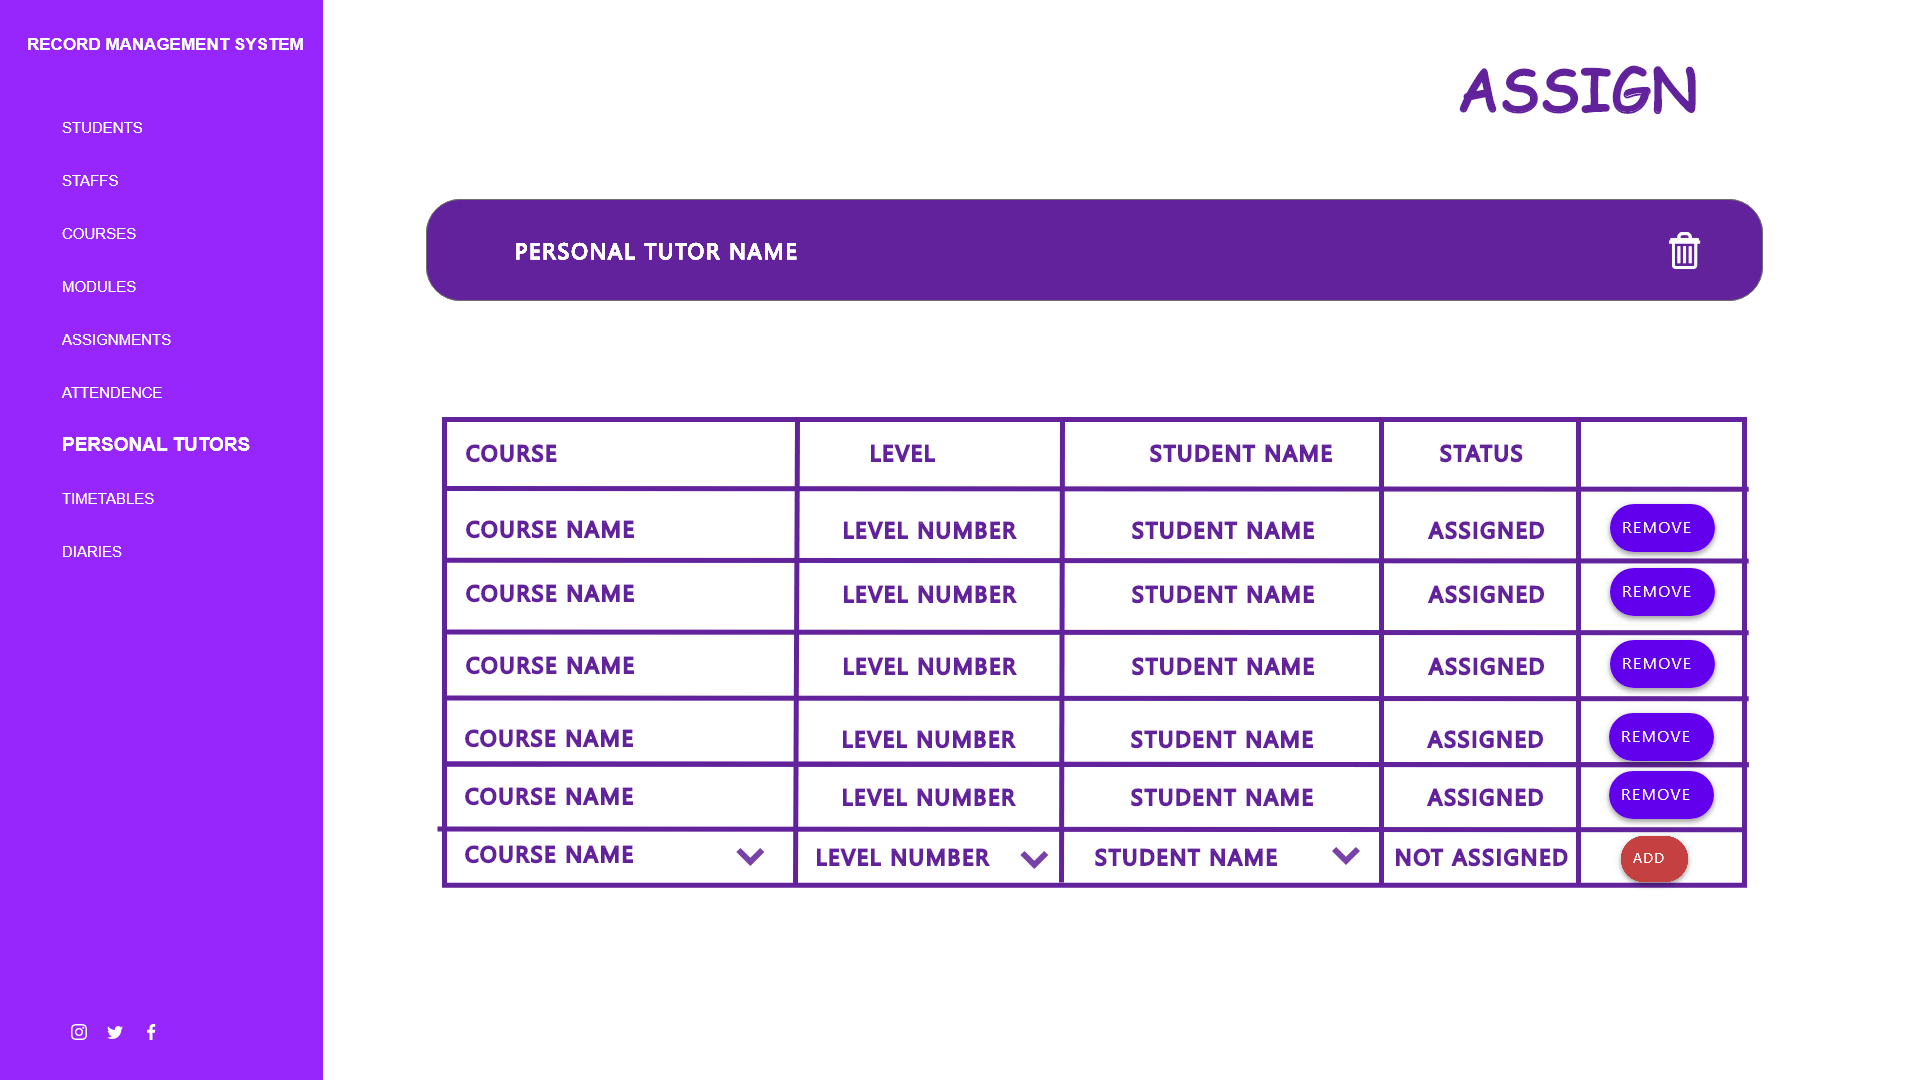 RECORD MANAGEMENT SYSTEM
STUDENTS
STAFFS
COURSES
MODULES
ASSIGNMENTS
ATTENDENCE
PERSONAL TUTORS
TIMETABLES
DIARIES
ASSIGN
PERSONAL TUTOR NAME
COURSE LEVEL STUDENT NAME STATUS
COURSE NAME LEVEL NUMBER STUDENT NAME ASSIGNED REMOVE
COURSE NAME LEVEL NUMBER STUDENT NAME ASSIGNED REMOVE
COURSE NAME LEVEL NUMBER STUDENT NAME ASSIGNED REMOVE
COURSE NAME LEVEL NUMBER STUDENT NAME ASSIGNED REMOVE
COURSE NAME LEVEL NUMBER STUDENT NAME ASSIGNED REMOVE
COURSE NAME LEVEL NUMBER STUDENT NAME NOT ASSIGNED ADD